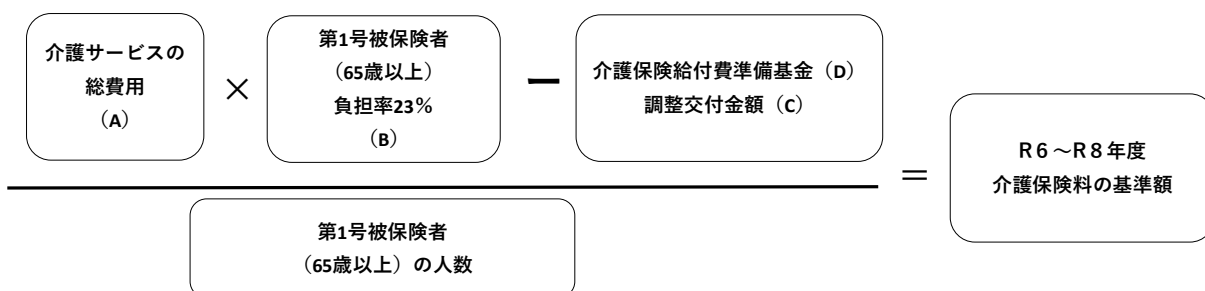 介護サービスの
総費用
（A）
×
第1号被保険者
（65歳以上）
負担率23％
（B）
ー
介護保険給付費準備基金（D）
調整交付金額（C）
第1号被保険者
（65歳以上）の人数
＝
R６～R８年度
介護保険料の基準額